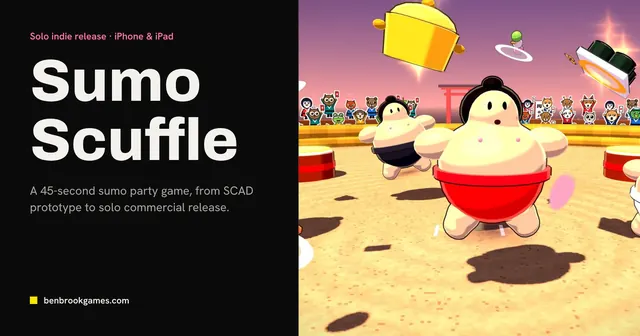 Solo indie release · iPhone & iPad
Sumo
Scuffle
A 45-second sumo party game, from SCAD
prototype to solo commercial release.
benbrookgames.com